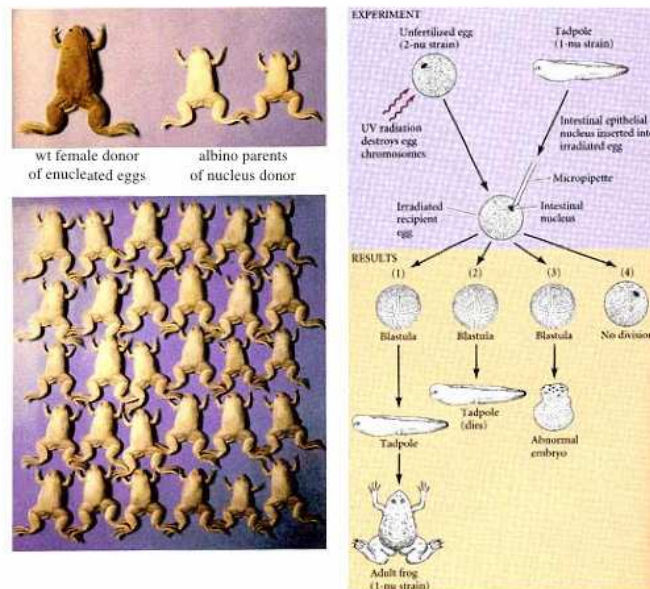 wt female donor
of enucleated eggs
albino parents
of nucleus donor
EXPERIMENT
Unfertilised egg
(2-nu strain)
Tadpole
(1-nu strain)
UV radiation
destroys egg
chromosomes
Intestinal epithelial
nucleus inserted into
irradiated egg
Micropipette
Irradiated
recipient
egg
Intestinal
nucleus
RESULTS
(1)
(2)
(3)
(4)
Blastula
Blastula
Blastula
No division
Tadpole
Tadpole
(dies)
Abnormal
embryo
Adult frog
(1-nu strain)